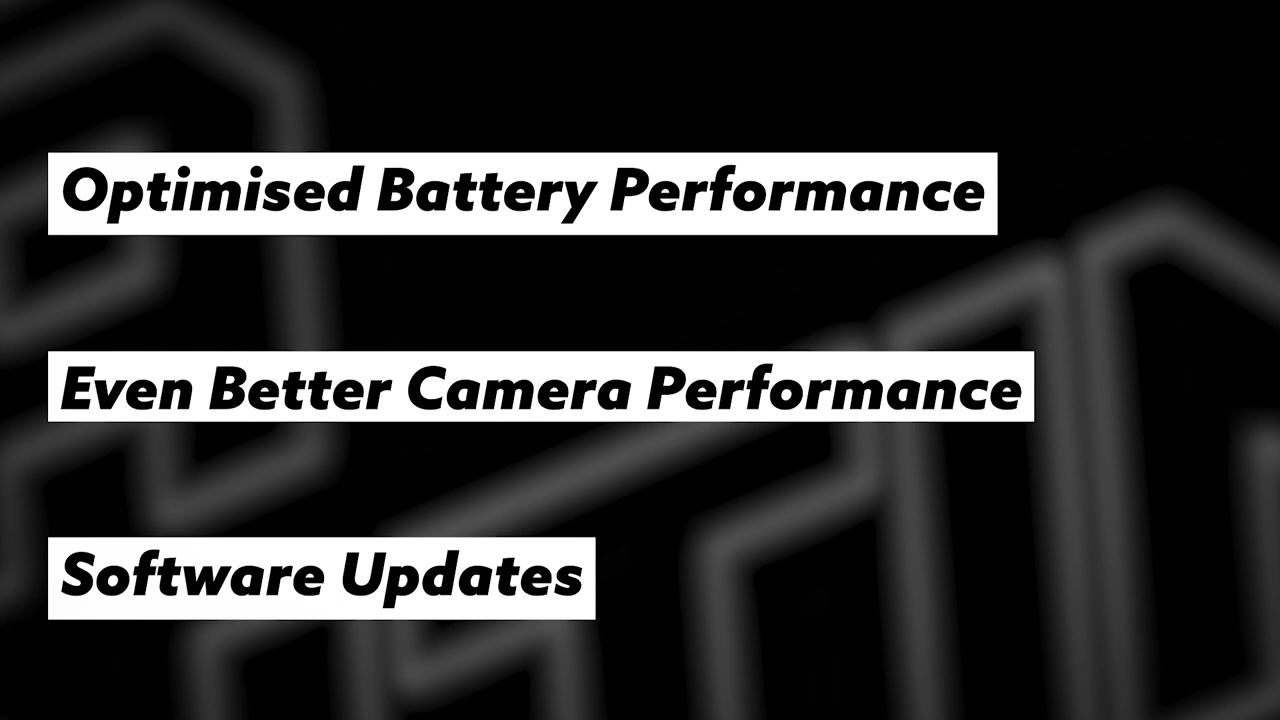 Optimised Battery Performance
Even Better Camera Performance
Software Updates